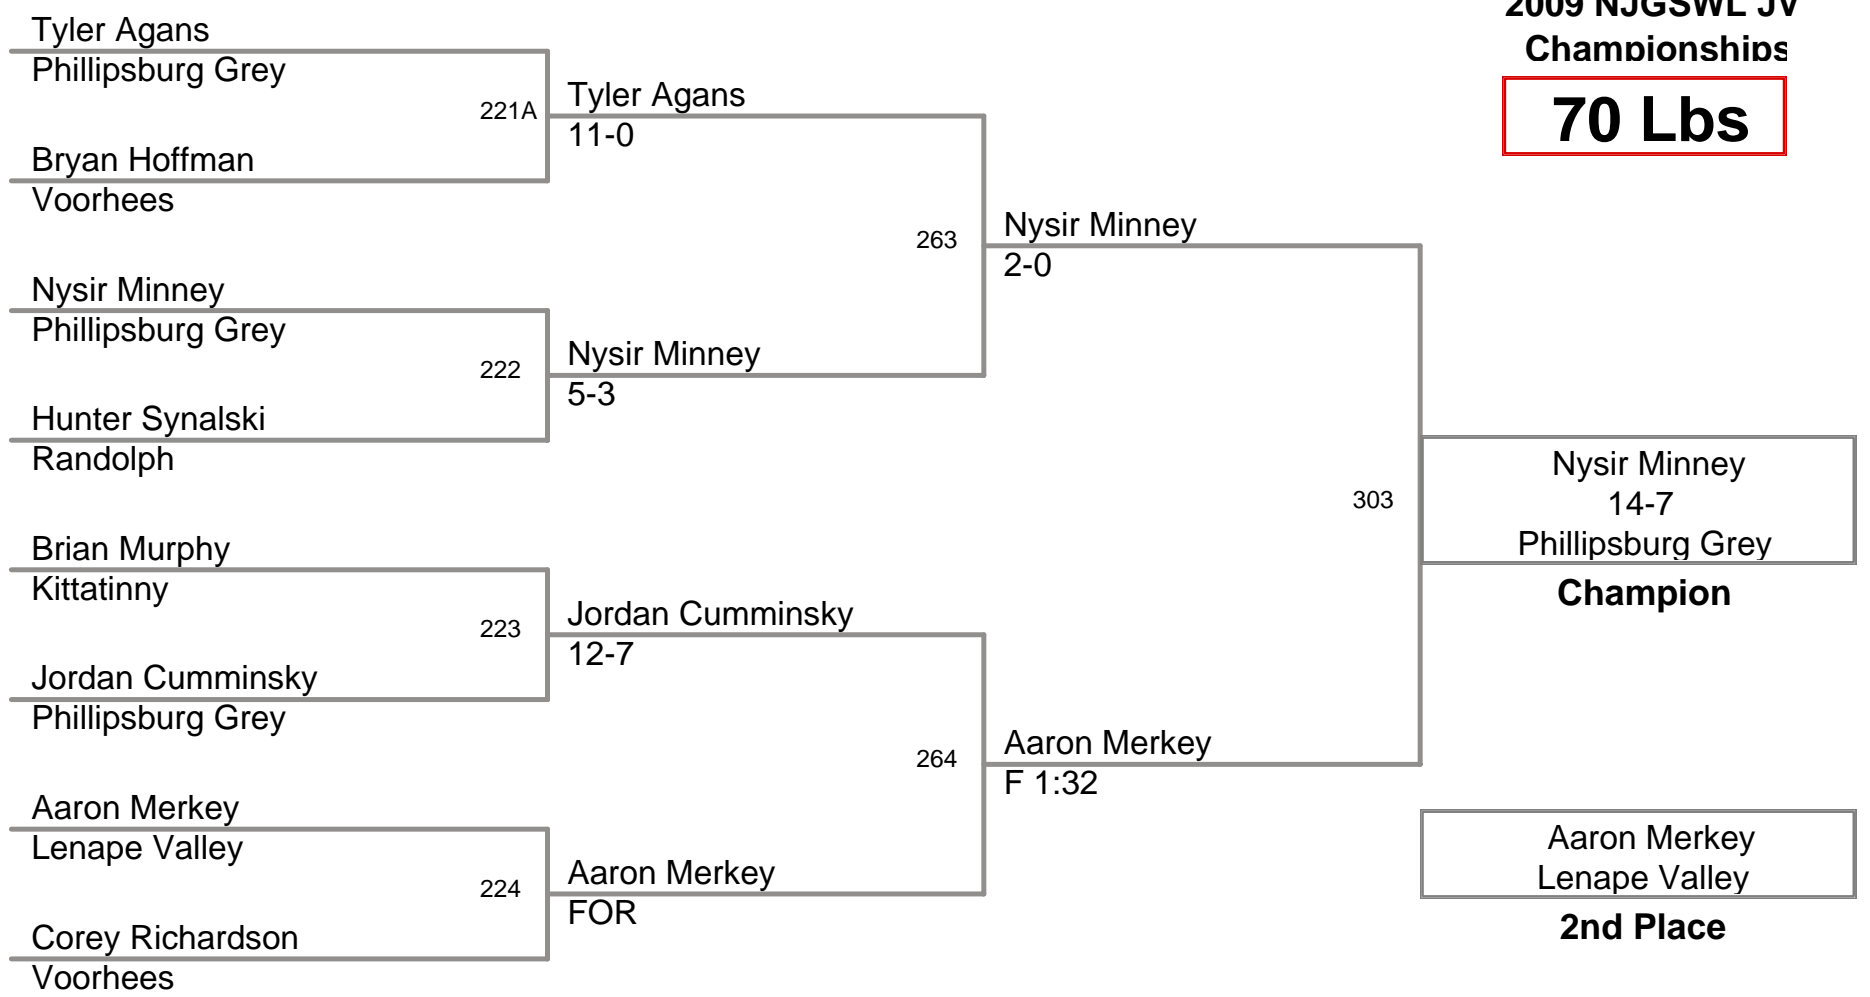 2009 NJGSWL JV
Championships
70 Lbs
Tyler Agans
Phillipsburg Grey
221A
Bryan Hoffman
Voorhees
Tyler Agans
11-0
Nysir Minney
Phillipsburg Grey
222
Hunter Synalski
Randolph
Nysir Minney
5-3
263
Nysir Minney
2-0
Brian Murphy
Kittatinny
223
Jordan Cumminsky
Phillipsburg Grey
Jordan Cumminsky
12-7
Aaron Merkey
Lenape Valley
224
Corey Richardson
Voorhees
Aaron Merkey
FOR
264
Aaron Merkey
F 1:32
303
Nysir Minney
14-7
Phillipsburg Grey
Champion
Aaron Merkey
Lenape Valley
2nd Place